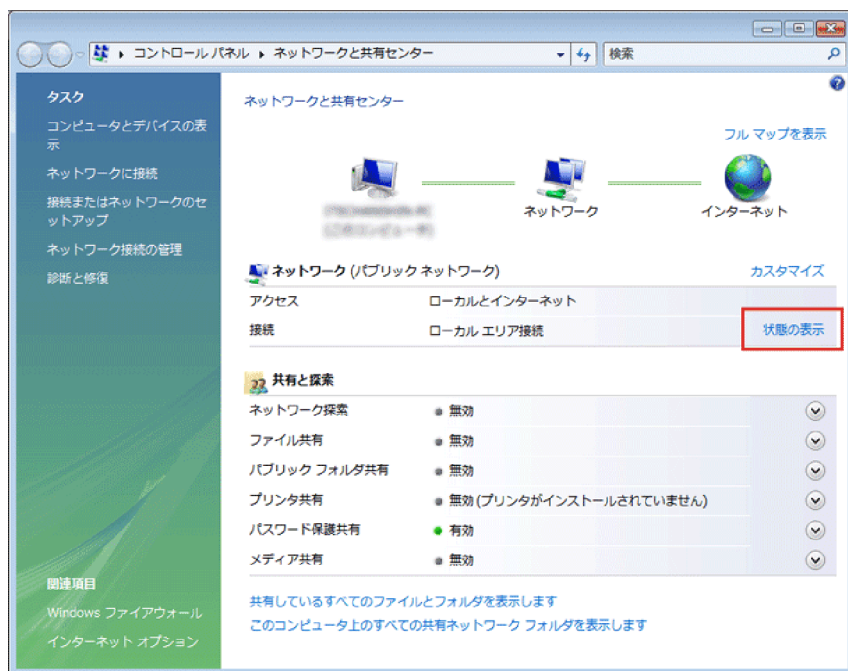 コントロール パネル ▸ ネットワークと共有センター
検索
タスク
コンピュータとデバイスの表
示
ネットワークに接続
接続またはネットワークのセ
ットアップ
ネットワーク接続の管理
診断と修復
関連項目
Windows ファイアウォール
インターネット オプション
ネットワークと共有センター
フル マップを表示
ネットワーク
インターネット
ネットワーク (パブリック ネットワーク)
カスタマイズ
アクセス ローカルとインターネット
接続 ローカル エリア接続 状態の表示
共有と探索
ネットワーク探索 無効
ファイル共有 無効
パブリック フォルダ共有 無効
プリンタ共有 無効(プリンタがインストールされていません)
パスワード保護共有 有効
メディア共有 無効
共有しているすべてのファイルとフォルダを表示します
このコンピュータ上のすべての共有ネットワーク フォルダを表示します